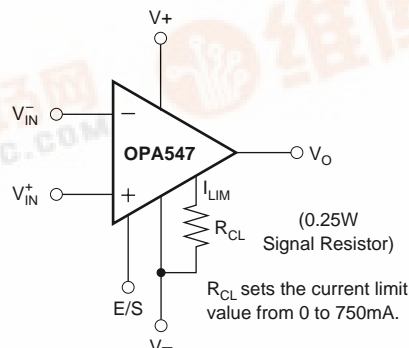 V+
V⁻IN
−
OPA547
VO
V⁺IN
+
ILIM
RCL
(0.25W
Signal Resistor)
E/S
RCL sets the current limit
value from 0 to 750mA.
V−